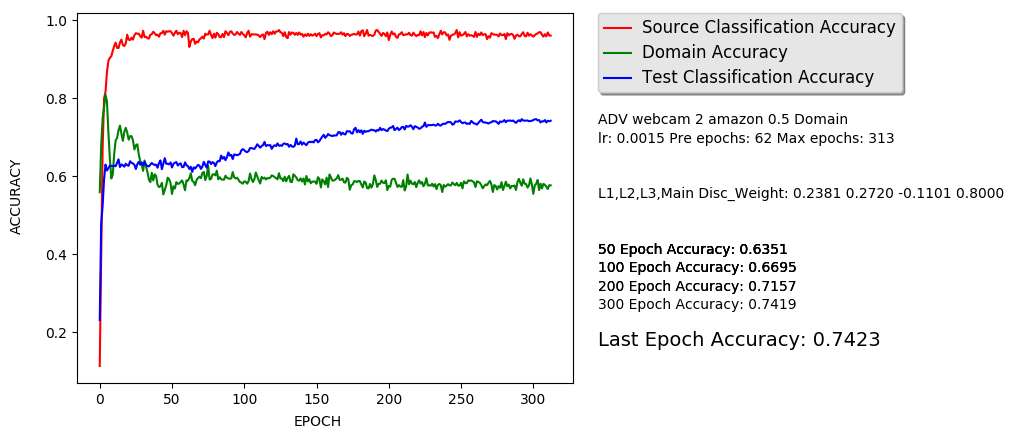 1.0
0.8
0.6
0.4
0.2
ACCURACY
0 50 100 150 200 250 300
EPOCH
Source Classification Accuracy
Domain Accuracy
Test Classification Accuracy
ADV webcam 2 amazon 0.5 Domain
lr: 0.0015 Pre epochs: 62 Max epochs: 313
L1,L2,L3,Main Disc_Weight: 0.2381 0.2720 -0.1101 0.8000
50 Epoch Accuracy: 0.6351
100 Epoch Accuracy: 0.6695
200 Epoch Accuracy: 0.7157
300 Epoch Accuracy: 0.7419
Last Epoch Accuracy: 0.7423